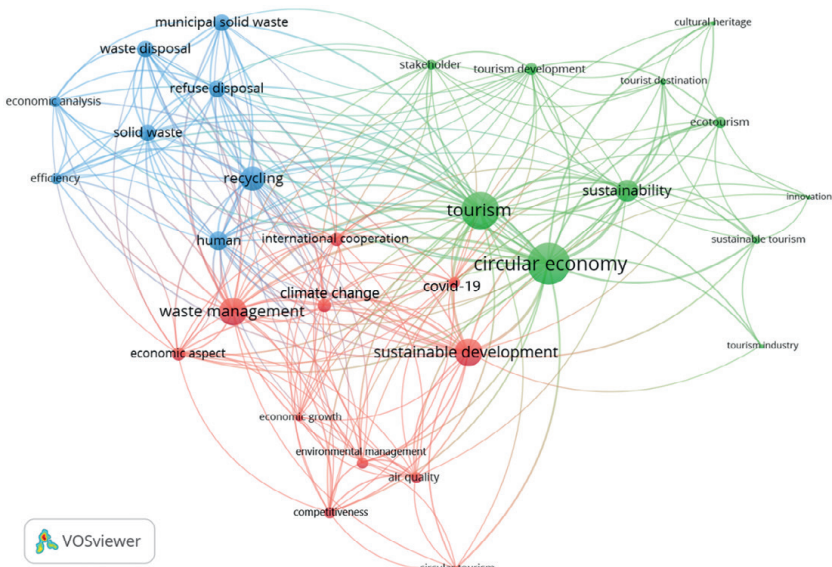 municipal solid waste
cultural heritage
waste disposal
stakeholder
tourism development
tourist destination
refuse disposal
economic analysis
ecotourism
solid waste
efficiency
recycling
sustainability
innovation
tourism
human
international cooperation
sustainable tourism
circular economy
covid-19
climate change
waste management
tourism industry
economic aspect
sustainable development
economic growth
environmental management
air quality
competitiveness
VOSviewer
circular tourism